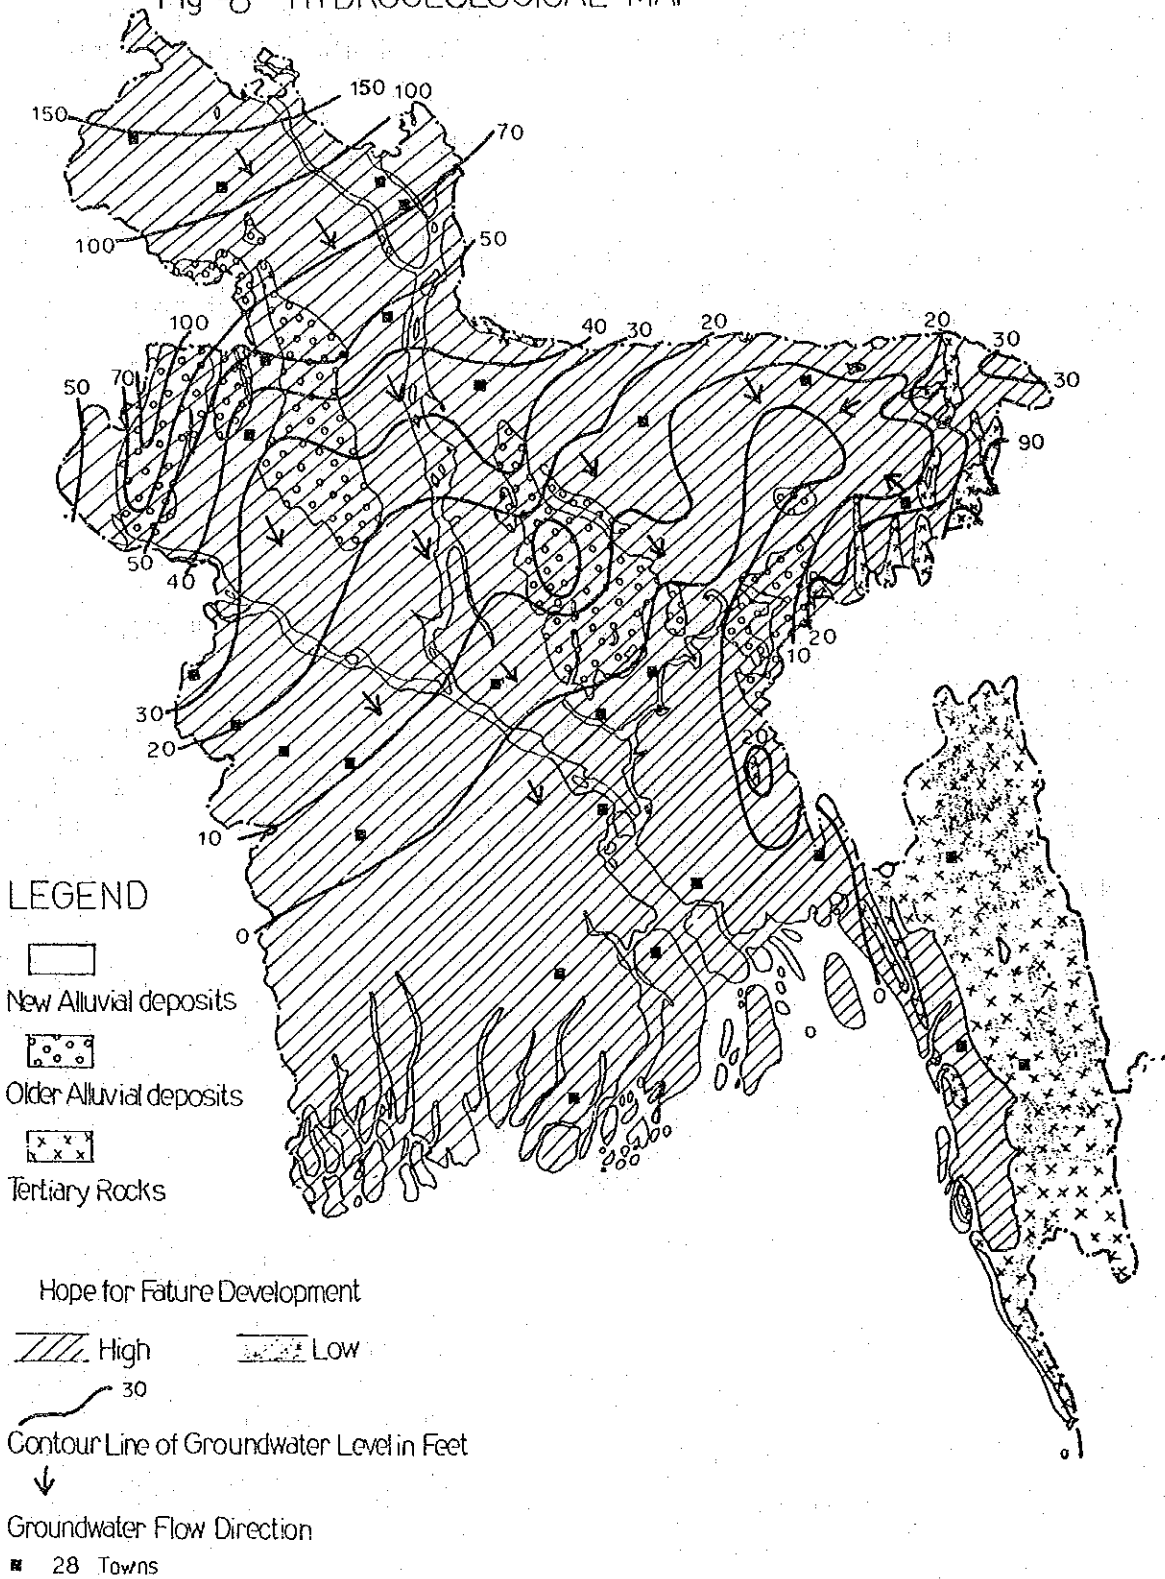 Fig 8 HYDROGEOLOGICAL MAP
150
150
100
70
100
50
100
40
30
20
20
30
30
50
70
90
50
40
20
10
30
20
20
10
0
LEGEND
New Alluvial deposits
Older Alluvial deposits
Tertiary Rocks
Hope for Fature Development
High
Low
30
Contour Line of Groundwater Level in Feet
Groundwater Flow Direction
28 Towns